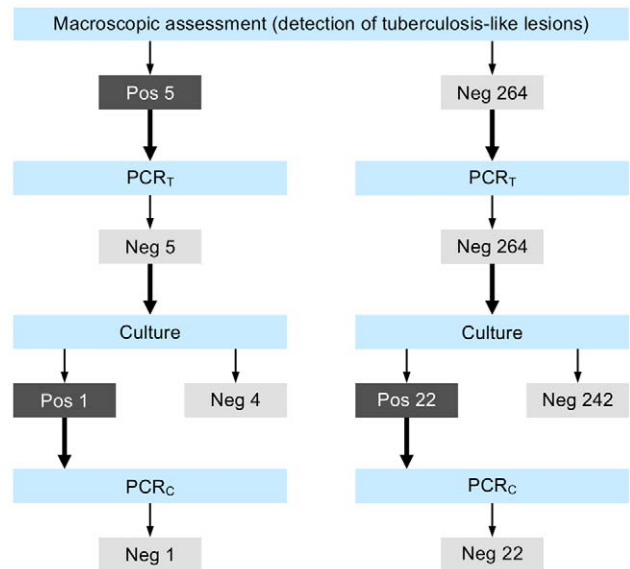 Macroscopic assessment (detection of tuberculosis-like lesions)
Pos 5
Neg 264
PCRT
PCRT
Neg 5
Neg 264
Culture
Culture
Pos 1
Neg 4
Pos 22
Neg 242
PCRC
PCRC
Neg 1
Neg 22